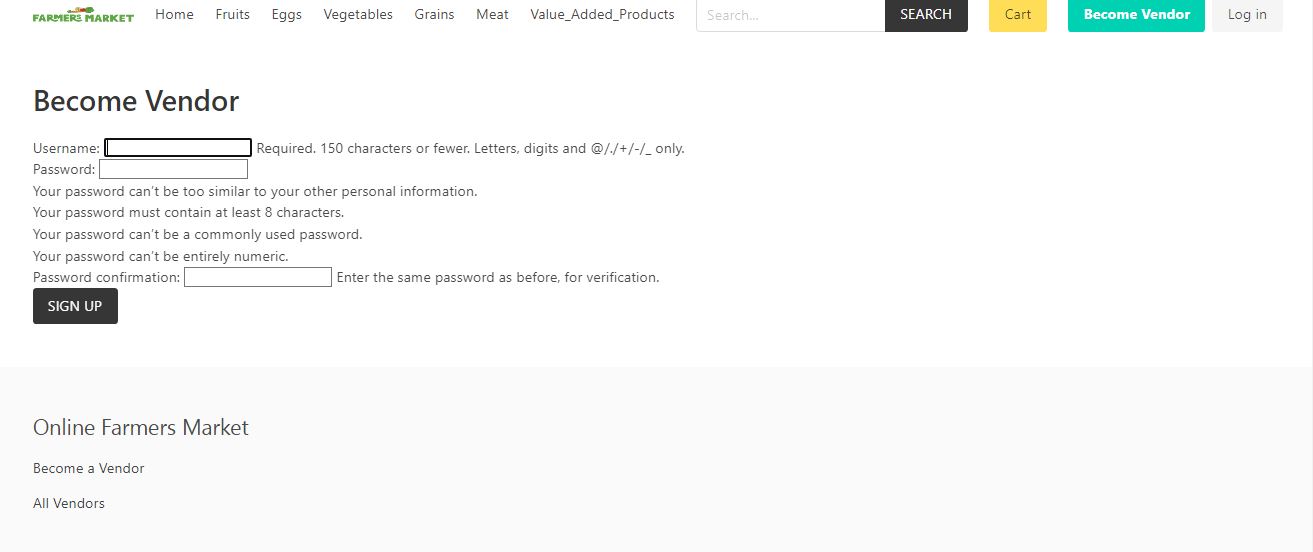 FARMERS MARKET Home Fruits Eggs Vegetables Grains Meat Value_Added_Products Search... SEARCH Cart Become Vendor Log in
Become Vendor
Username: Required. 150 characters or fewer. Letters, digits and @/./+/-/_ only.
Password:
Your password can't be too similar to your other personal information.
Your password must contain at least 8 characters.
Your password can't be a commonly used password.
Your password can't be entirely numeric.
Password confirmation: Enter the same password as before, for verification.
SIGN UP
Online Farmers Market
Become a Vendor
All Vendors